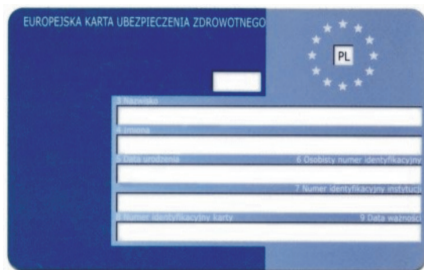 EUROPEJSKA KARTA UBEZPIECZENIA ZDROWOTNEGO
PL
3 Nazwisko
4 Imiona
5 Data urodzenia 6 Osobisty numer identyfikacyjny
7 Numer identyfikacyjny instytucji
8 Numer identyfikacyjny karty 9 Data ważności